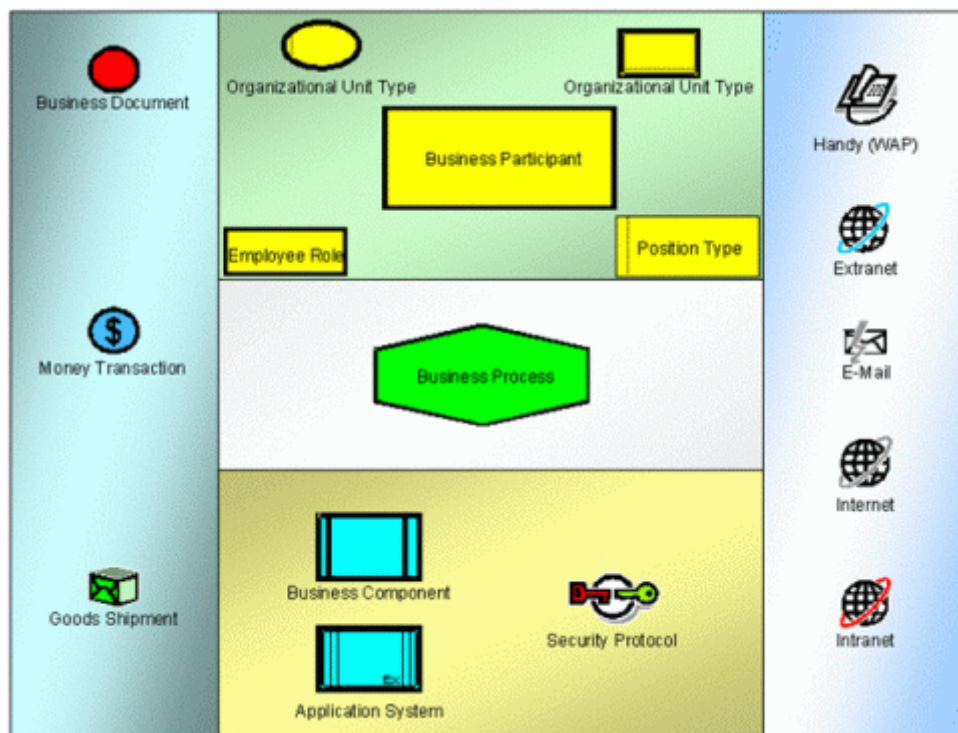 Business Document
Money Transaction
Goods Shipment
Organizational Unit Type
Organizational Unit Type
Business Participant
Employee Role
Position Type
Business Process
Business Component
Application System
Security Protocol
Handy (WAP)
Extranet
E-Mail
Internet
Intranet
$
Ex